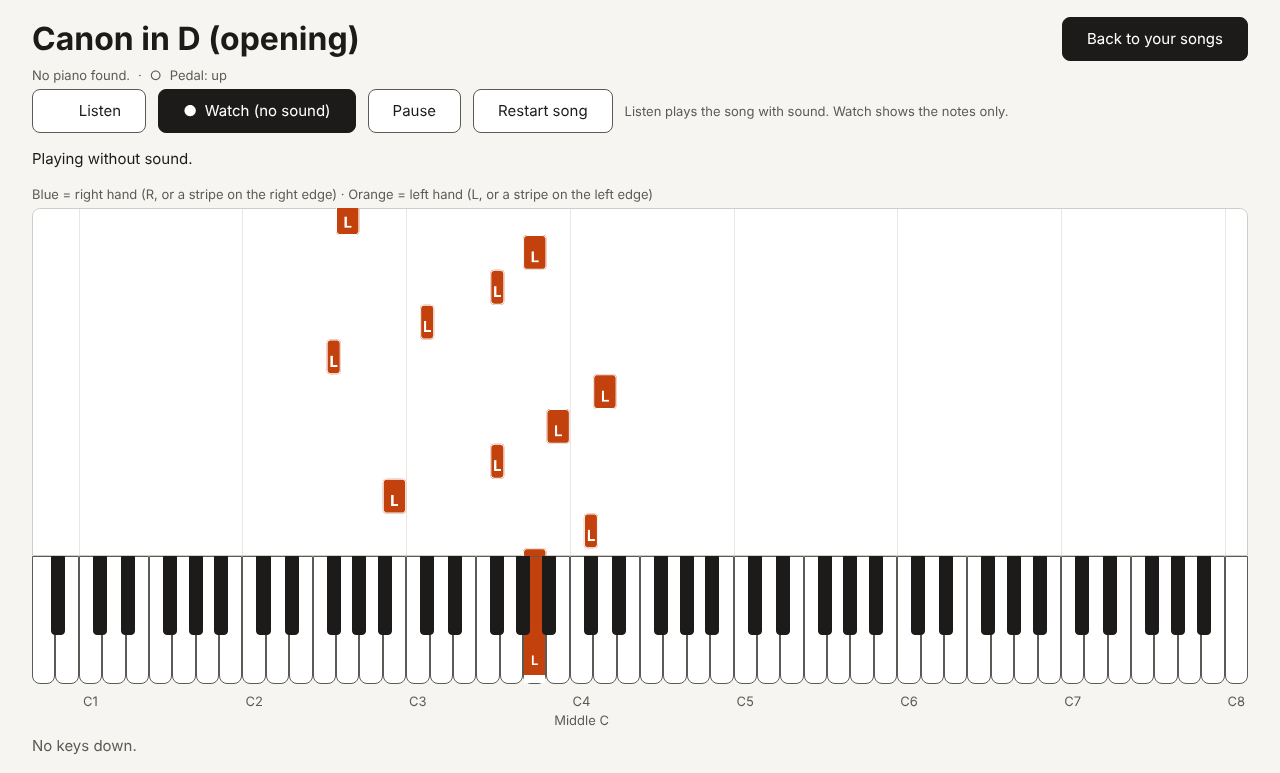 Canon in D (opening)
Back to your songs
No piano found. · Pedal: up
Listen
Watch (no sound)
Pause
Restart song
Listen plays the song with sound. Watch shows the notes only.
Playing without sound.
Blue = right hand (R, or a stripe on the right edge) · Orange = left hand (L, or a stripe on the left edge)
L
L
L
L
L
L
L
L
L
L
L
C1 C2 C3 C4 C5 C6 C7 C8
Middle C
No keys down.